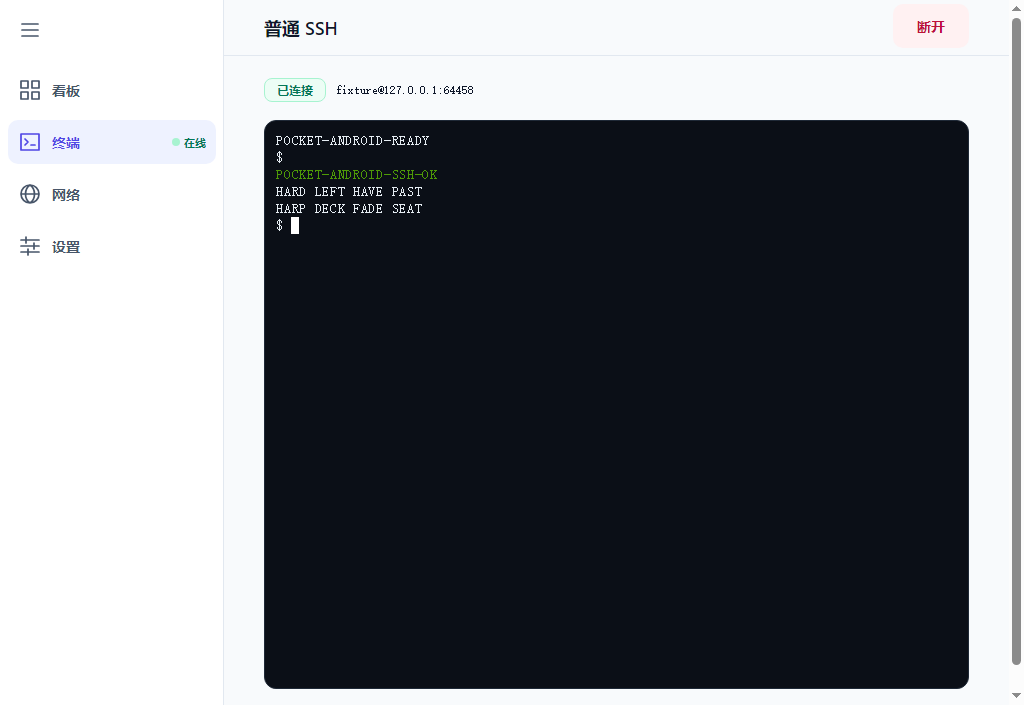 普通 SSH
断开
看板
终端
在线
网络
设置
已连接
fixture@127.0.0.1:64458
POCKET-ANDROID-READY
$
POCKET-ANDROID-SSH-OK
HARD LEFT HAVE PAST
HARP DECK FADE SEAT
$